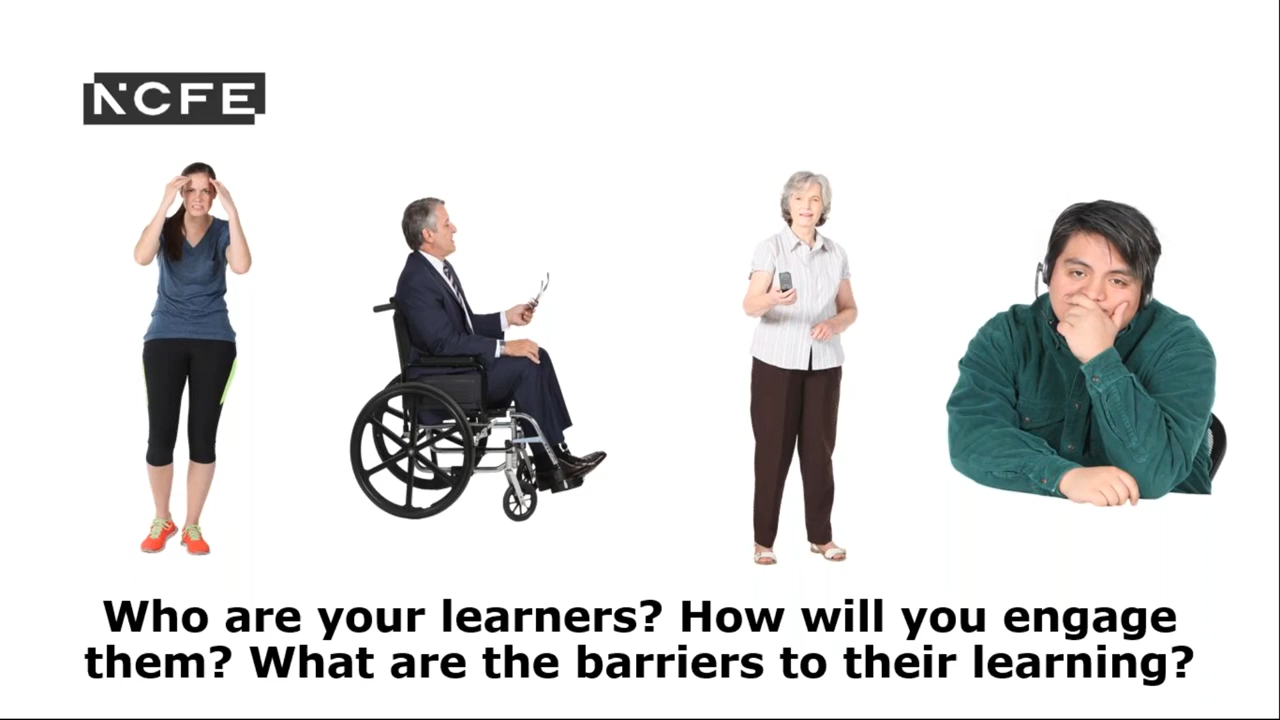 NCFE
Who are your learners? How will you engage
them? What are the barriers to their learning?